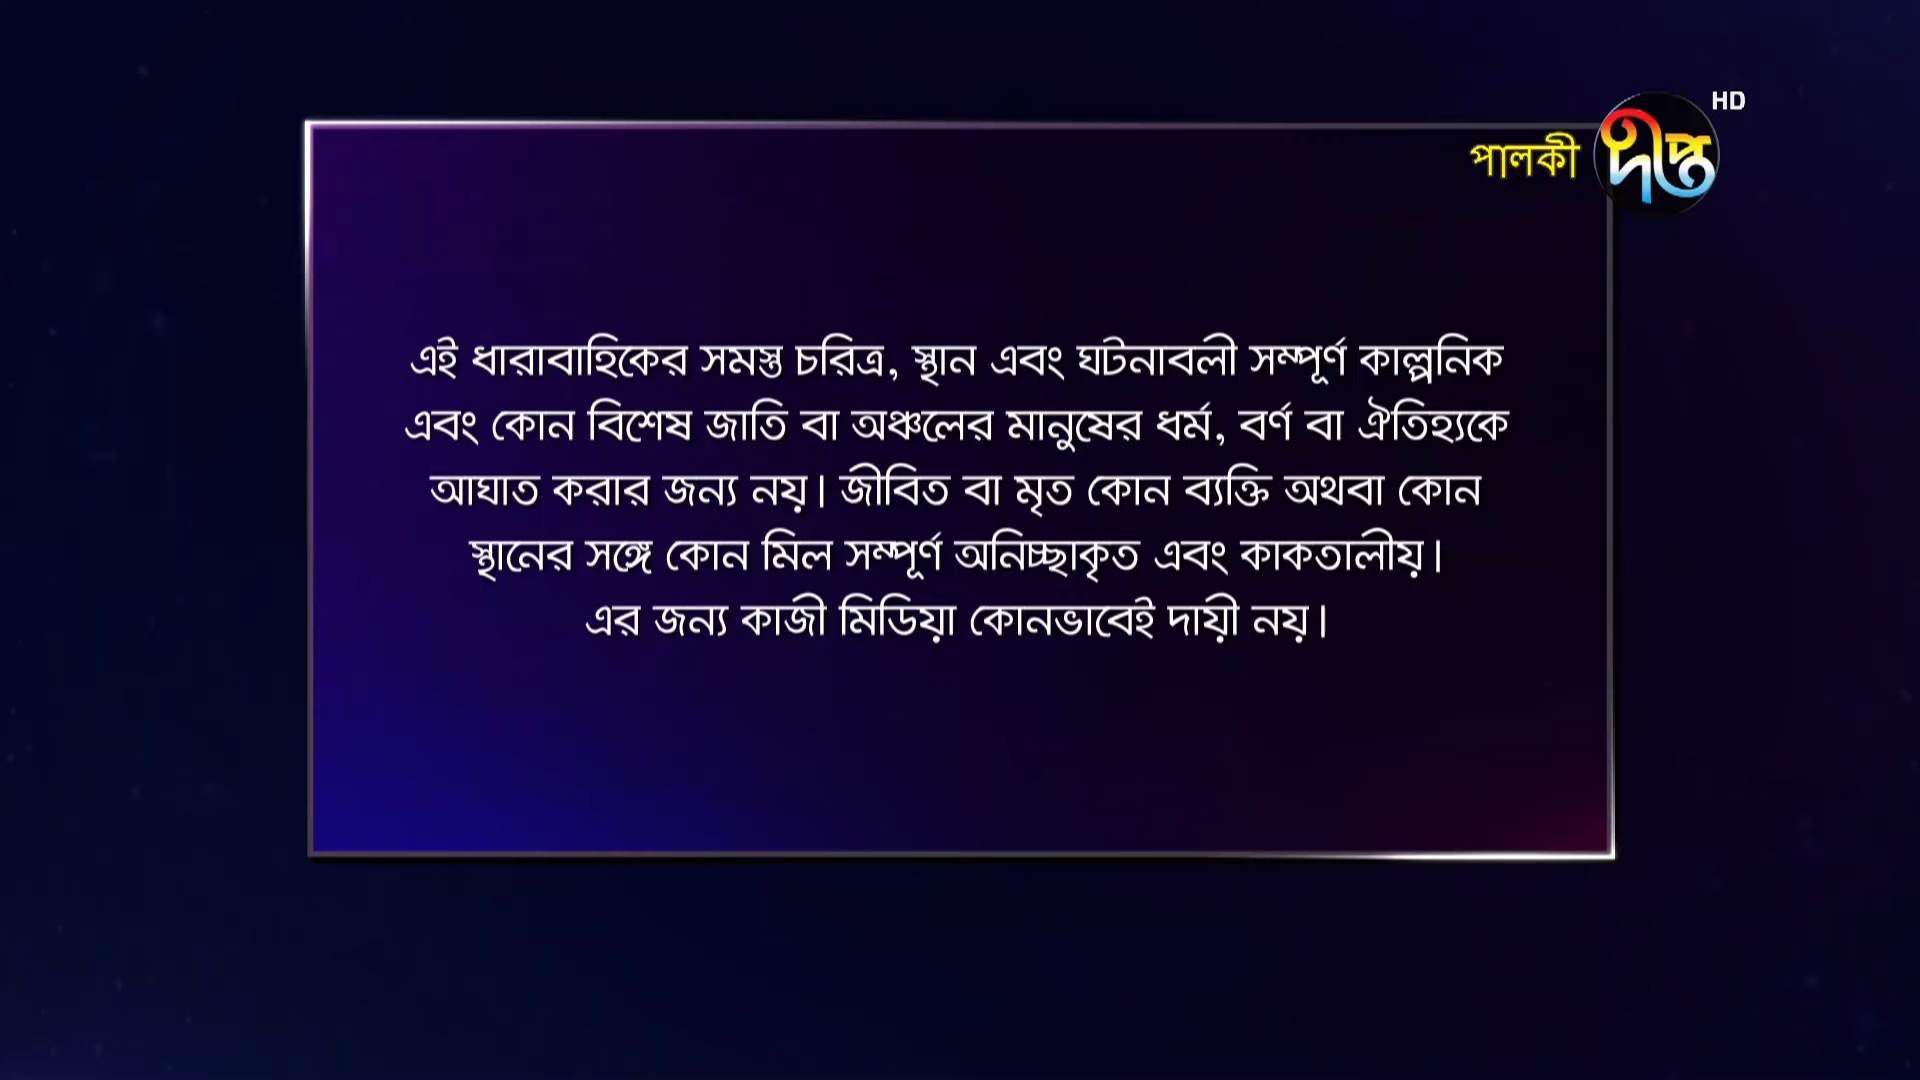 HD
পালকী দীপ্ত
এই ধারাবাহিকের সমস্ত চরিত্র, স্থান এবং ঘটনাবলী সম্পূর্ণ কাল্পনিক
এবং কোন বিশেষ জাতি বা অঞ্চলের মানুষের ধর্ম, বর্ণ বা ঐতিহ্যকে
আঘাত করার জন্য নয়। জীবিত বা মৃত কোন ব্যক্তি অথবা কোন
স্থানের সঙ্গে কোন মিল সম্পূর্ণ অনিচ্ছাকৃত এবং কাকতালীয়।
এর জন্য কাজী মিডিয়া কোনভাবেই দায়ী নয়।